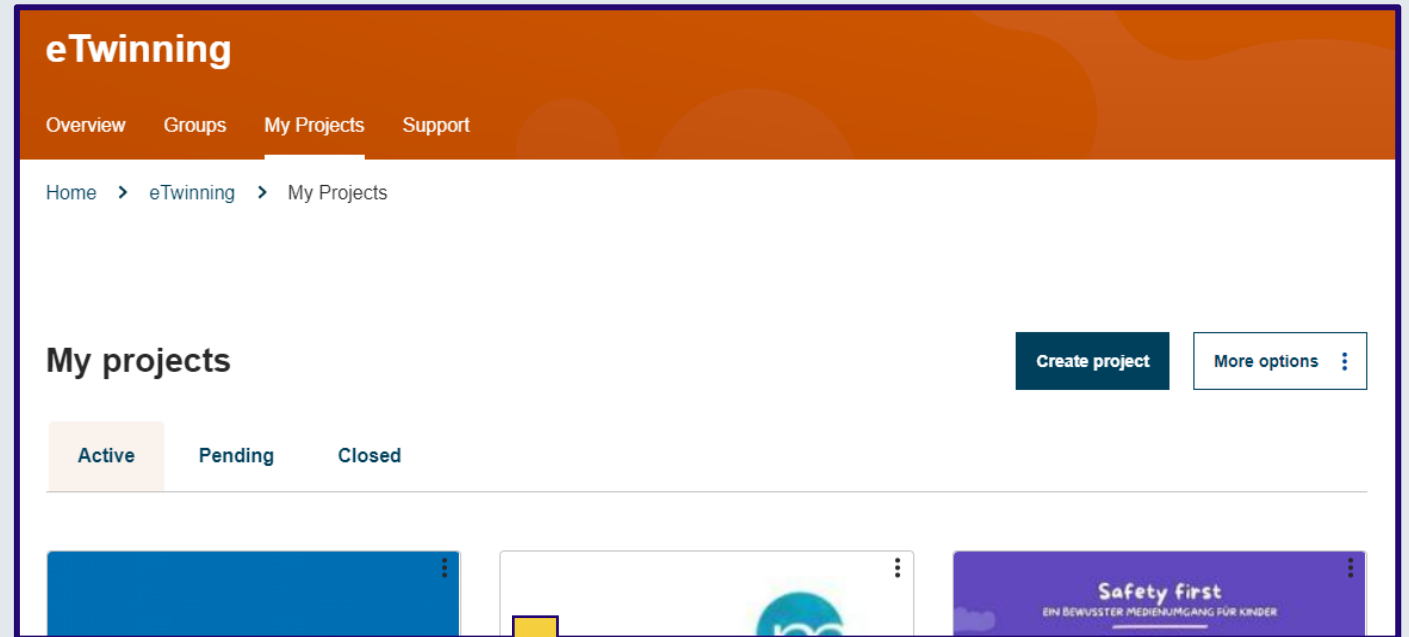 eTwinning
Overview Groups My Projects Support
Home > eTwinning > My Projects
My projects
Create project
More options
Active Pending Closed
Safety first
EIN BEWUSSTER MEDIENUMGANG FÜR KINDER